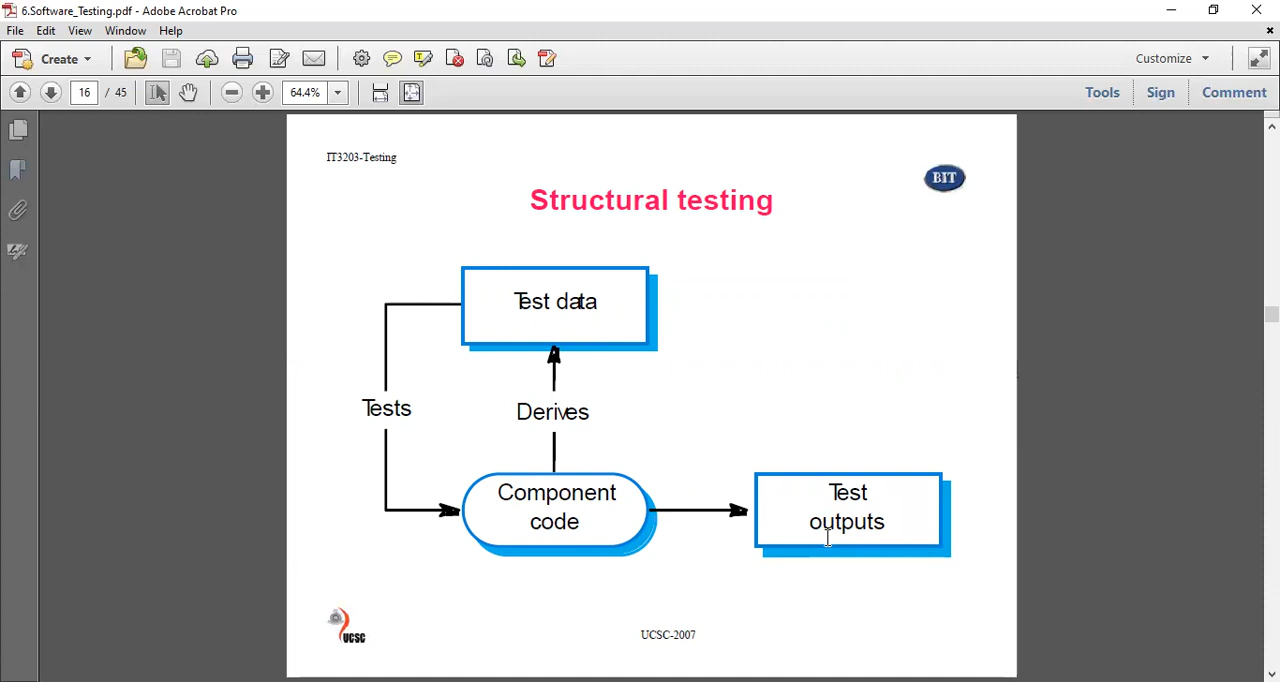 6.Software_Testing.pdf - Adobe Acrobat Pro
File Edit View Window Help
Create Customize
16 / 45 64.4% Tools Sign Comment
IT3203-Testing
BIT
Structural testing
Test data
Tests
Derives
Component
code
Test
outputs
UCSC
UCSC-2007